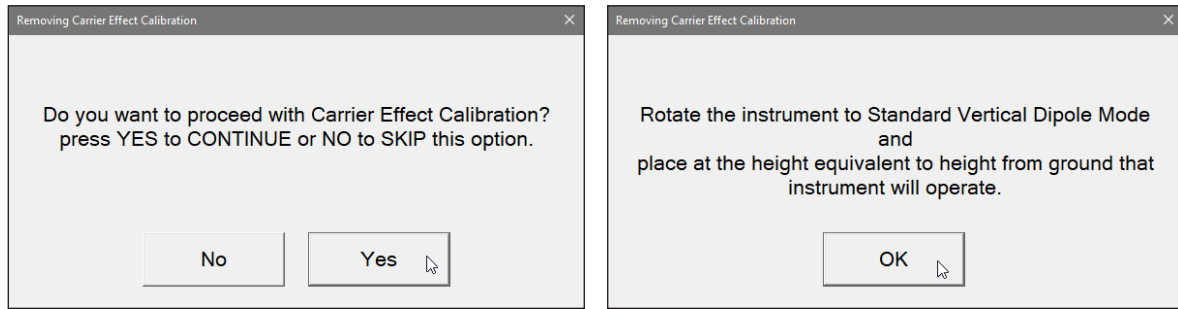 Removing Carrier Effect Calibration
Do you want to proceed with Carrier Effect Calibration?
press YES to CONTINUE or NO to SKIP this option.
No
Yes
Removing Carrier Effect Calibration
Rotate the instrument to Standard Vertical Dipole Mode
and
place at the height equivalent to height from ground that
instrument will operate.
OK